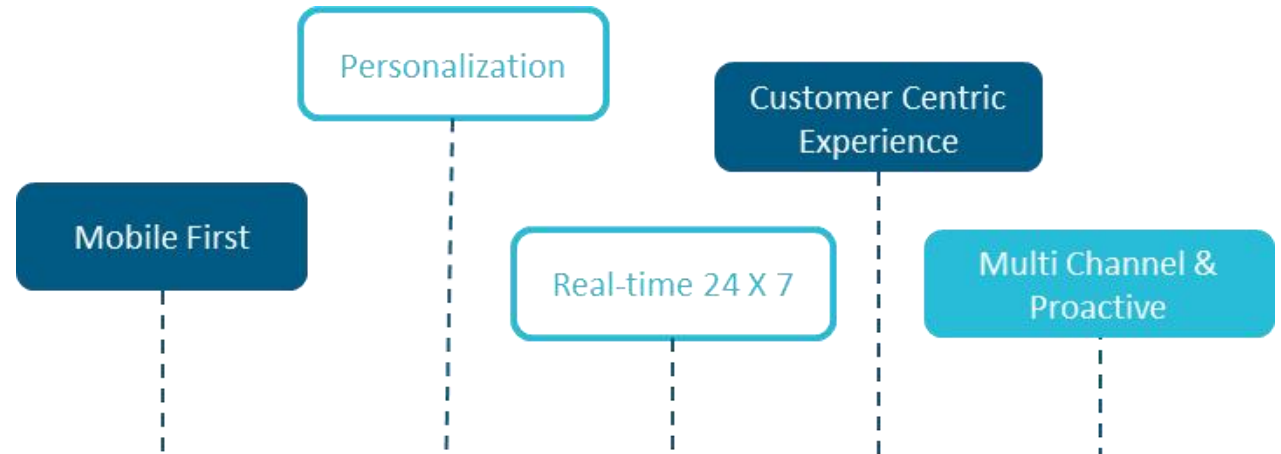 Personalization
Customer Centric
Experience
Mobile First
Real-time 24 X 7
Multi Channel &
Proactive